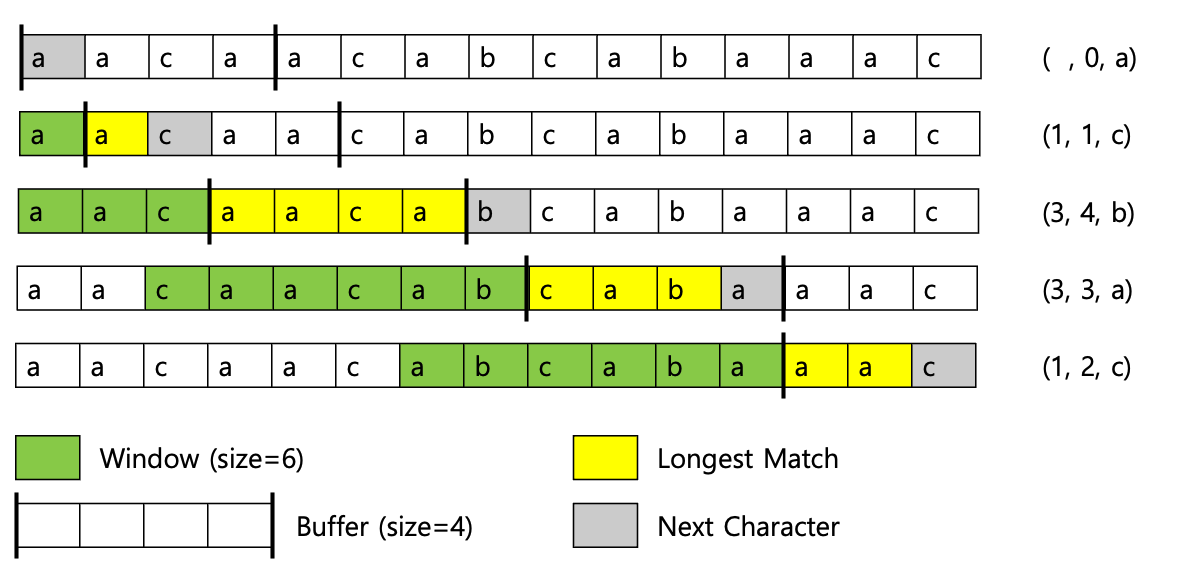 a a c a a c a b c a b a a a c ( , 0, a)
a a c a a c a b c a b a a a c (1, 1, c)
a a c a a c a b c a b a a a c (3, 4, b)
a a c a a c a b c a b a a a c (3, 3, a)
a a c a a c a b c a b a a a c (1, 2, c)
Window (size=6) Longest Match
Buffer (size=4) Next Character